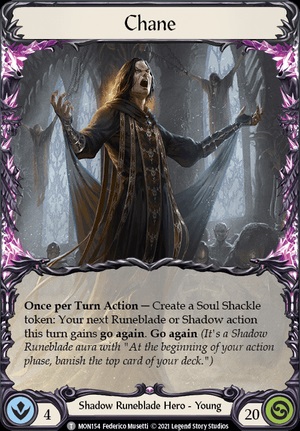 Chane
Once per Turn Action — Create a Soul Shackle
token: Your next Runeblade or Shadow action
this turn gains go again. Go again (It's a Shadow
Runeblade aura with "At the beginning of your action
phase, banish the top card of your deck.")
4
Shadow Runeblade Hero - Young
20
T MON154 Federico Musetti © 2021 Legend Story Studios